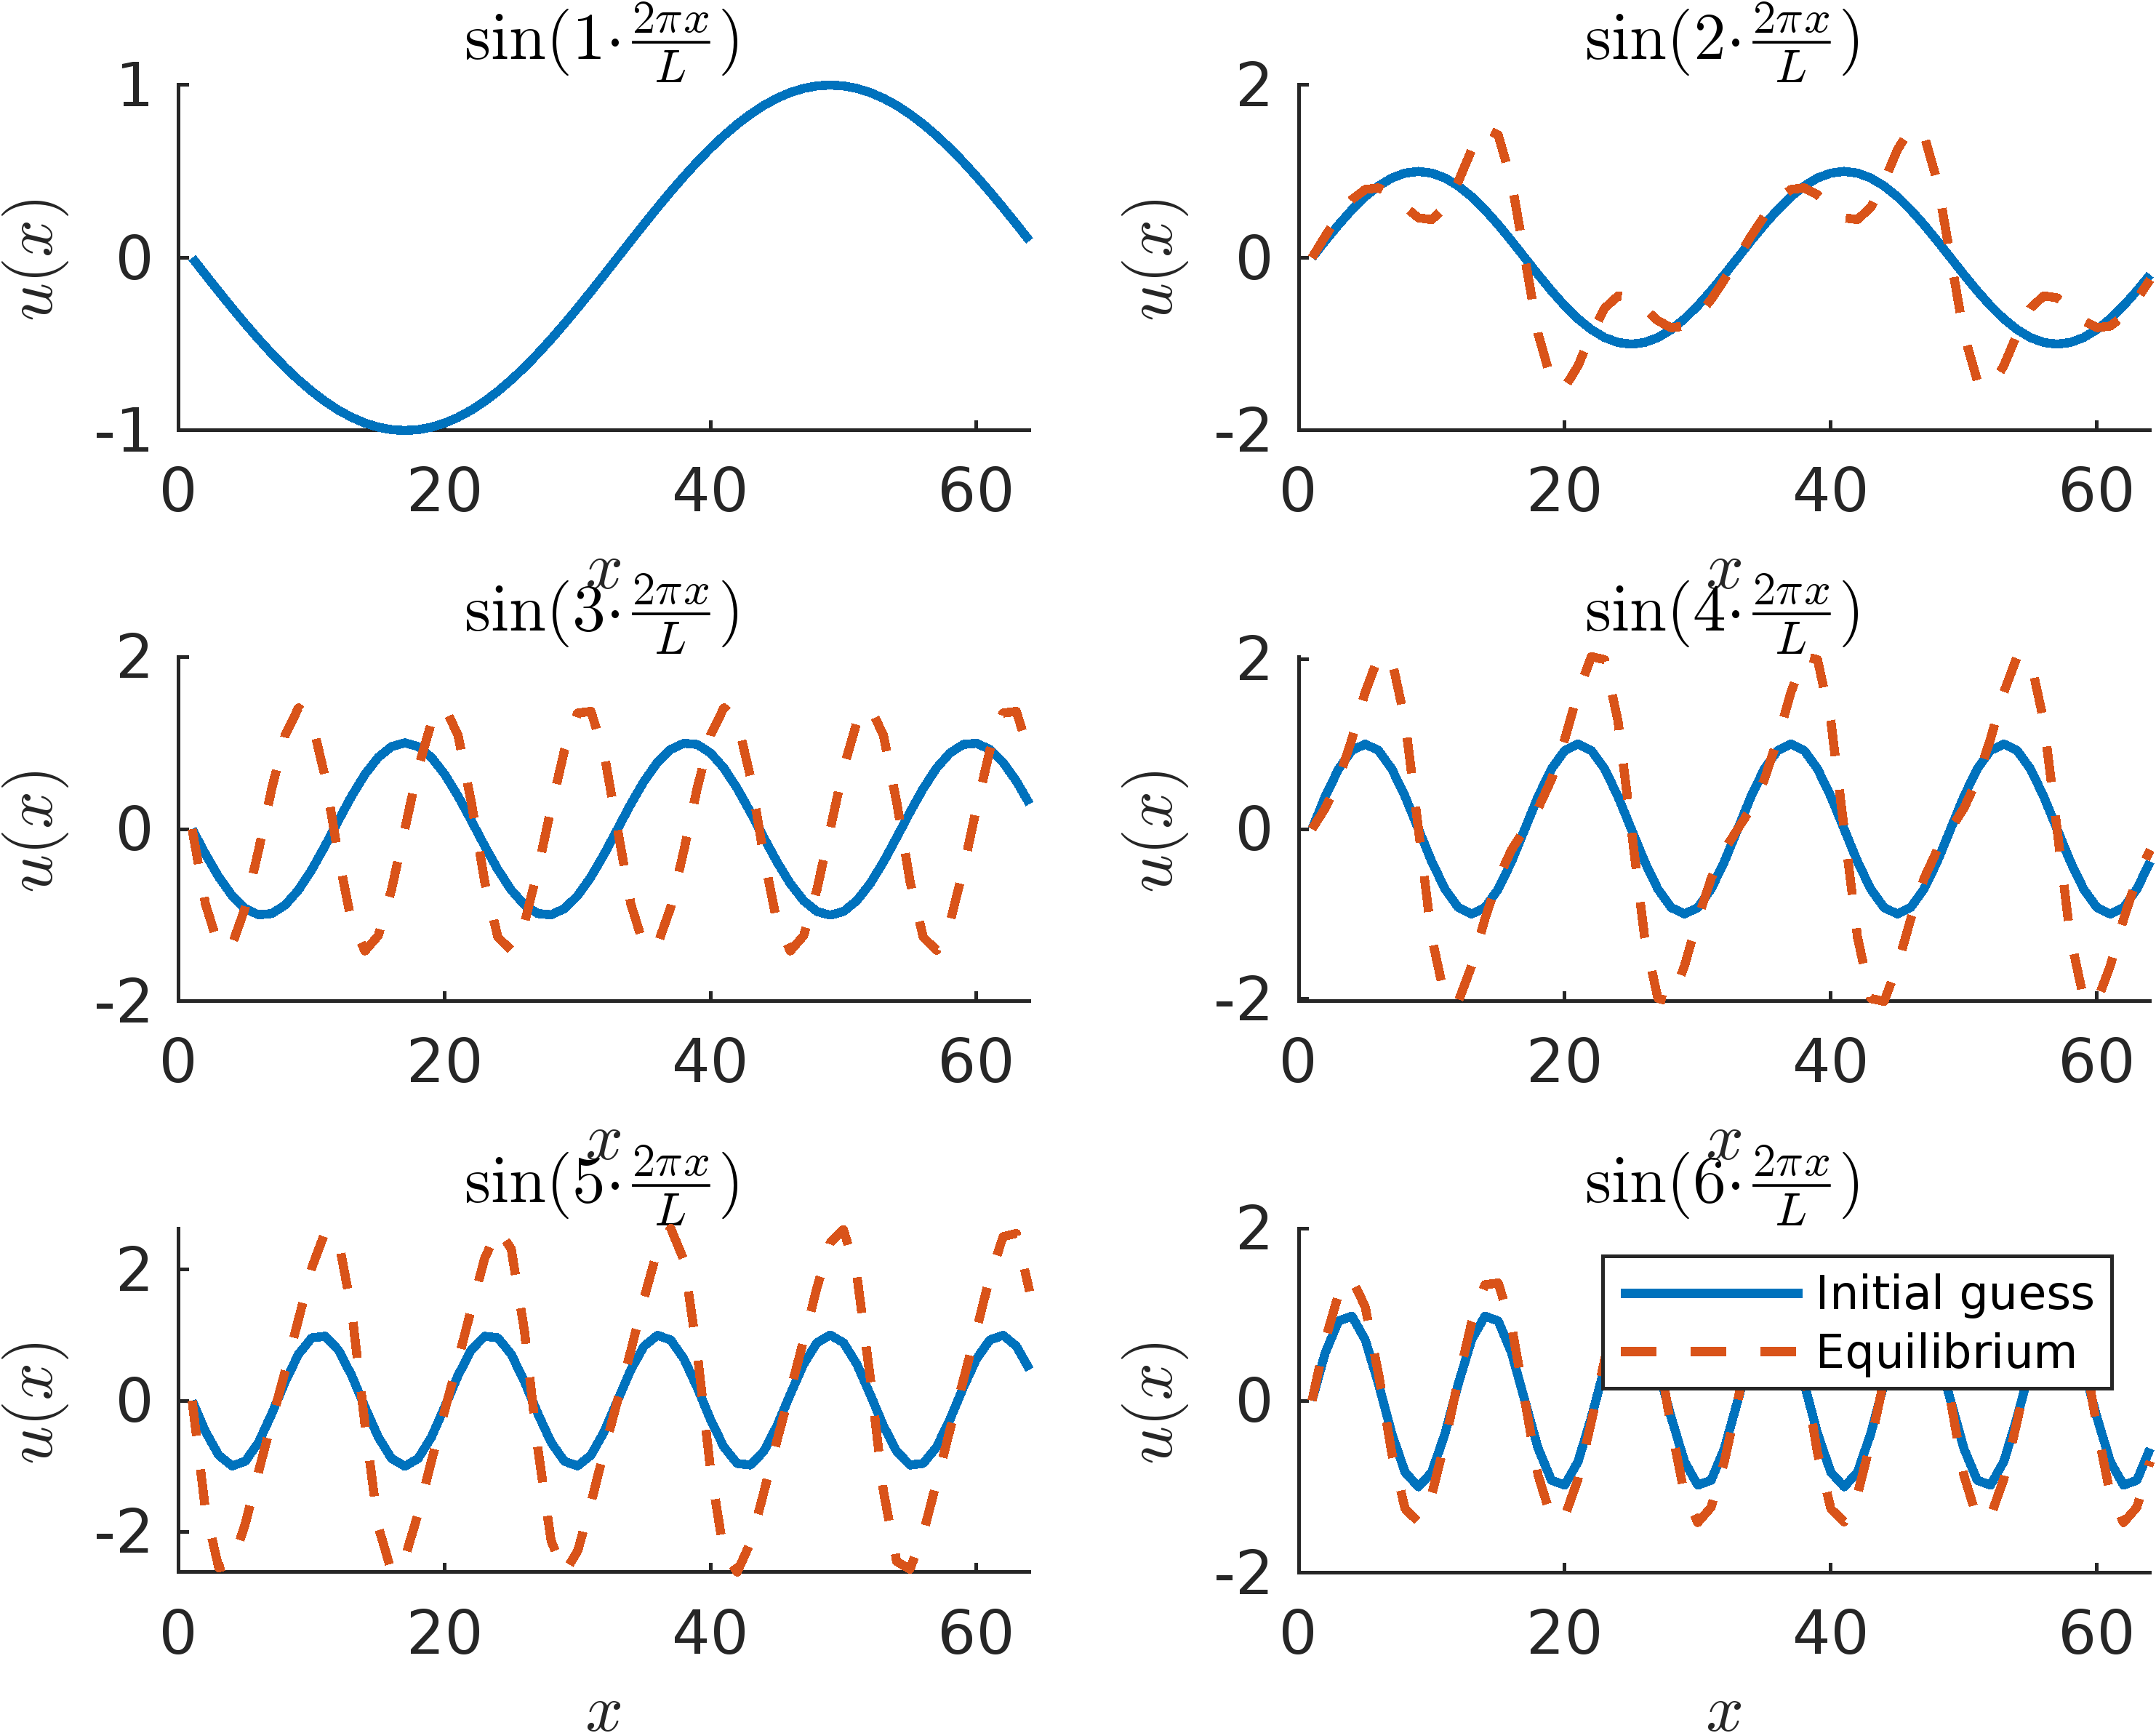 sin(1·2πx/L)
1
0
-1
u(x)
0 20 40 60
x
sin(2·2πx/L)
2
0
-2
u(x)
0 20 40 60
x
sin(3·2πx/L)
2
0
-2
u(x)
0 20 40 60
x
sin(4·2πx/L)
2
0
-2
u(x)
0 20 40 60
x
sin(5·2πx/L)
2
0
-2
u(x)
0 20 40 60
x
sin(6·2πx/L)
2
0
-2
u(x)
Initial guess
Equilibrium
0 20 40 60
x